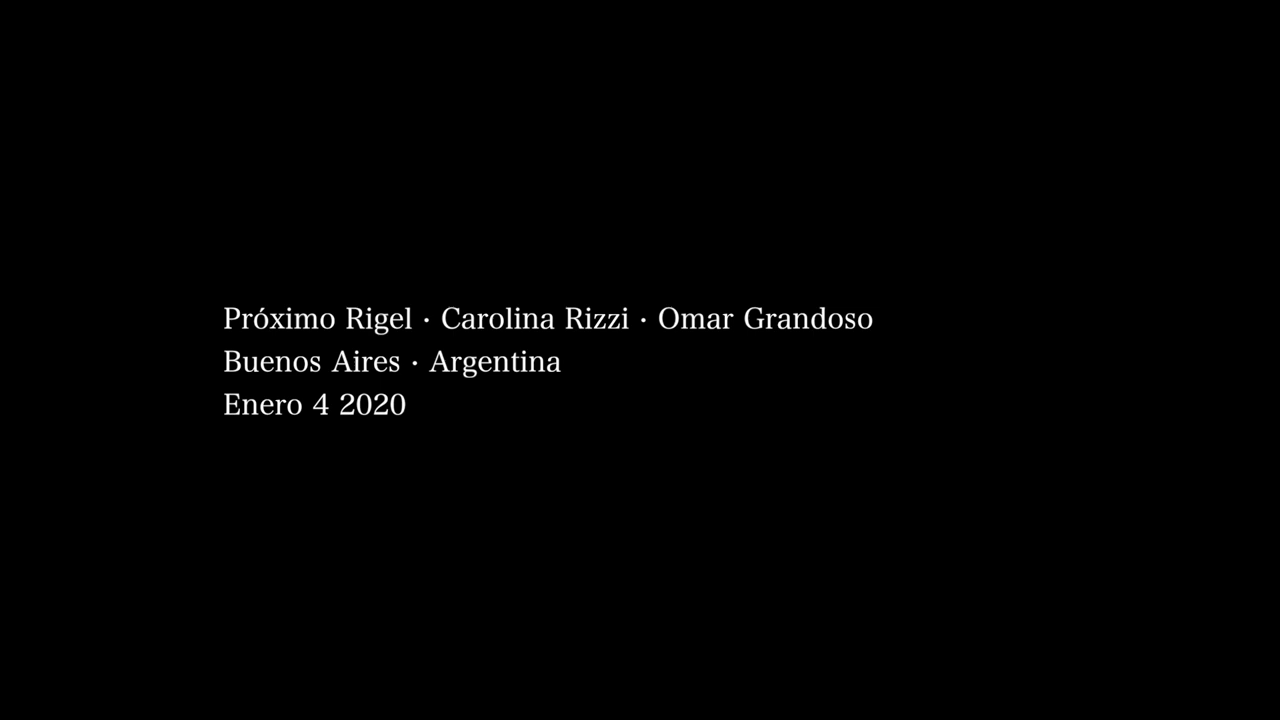 Próximo Rigel · Carolina Rizzi · Omar Grandoso
Buenos Aires · Argentina
Enero 4 2020